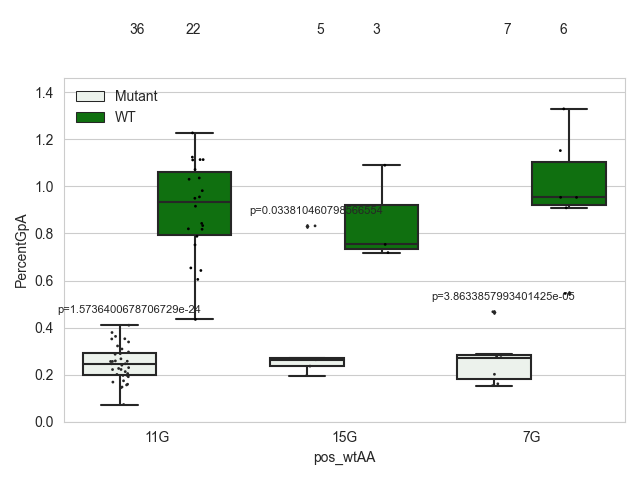 36 22 5 3 7 6
Mutant
WT
1.4
1.2
1.0
0.8
0.6
0.4
0.2
0.0
PercentGpA
p=1.5736400678706729e-24
p=0.033810460798566554
p=3.8633857993401425e-05
11G 15G 7G
pos_wtAA